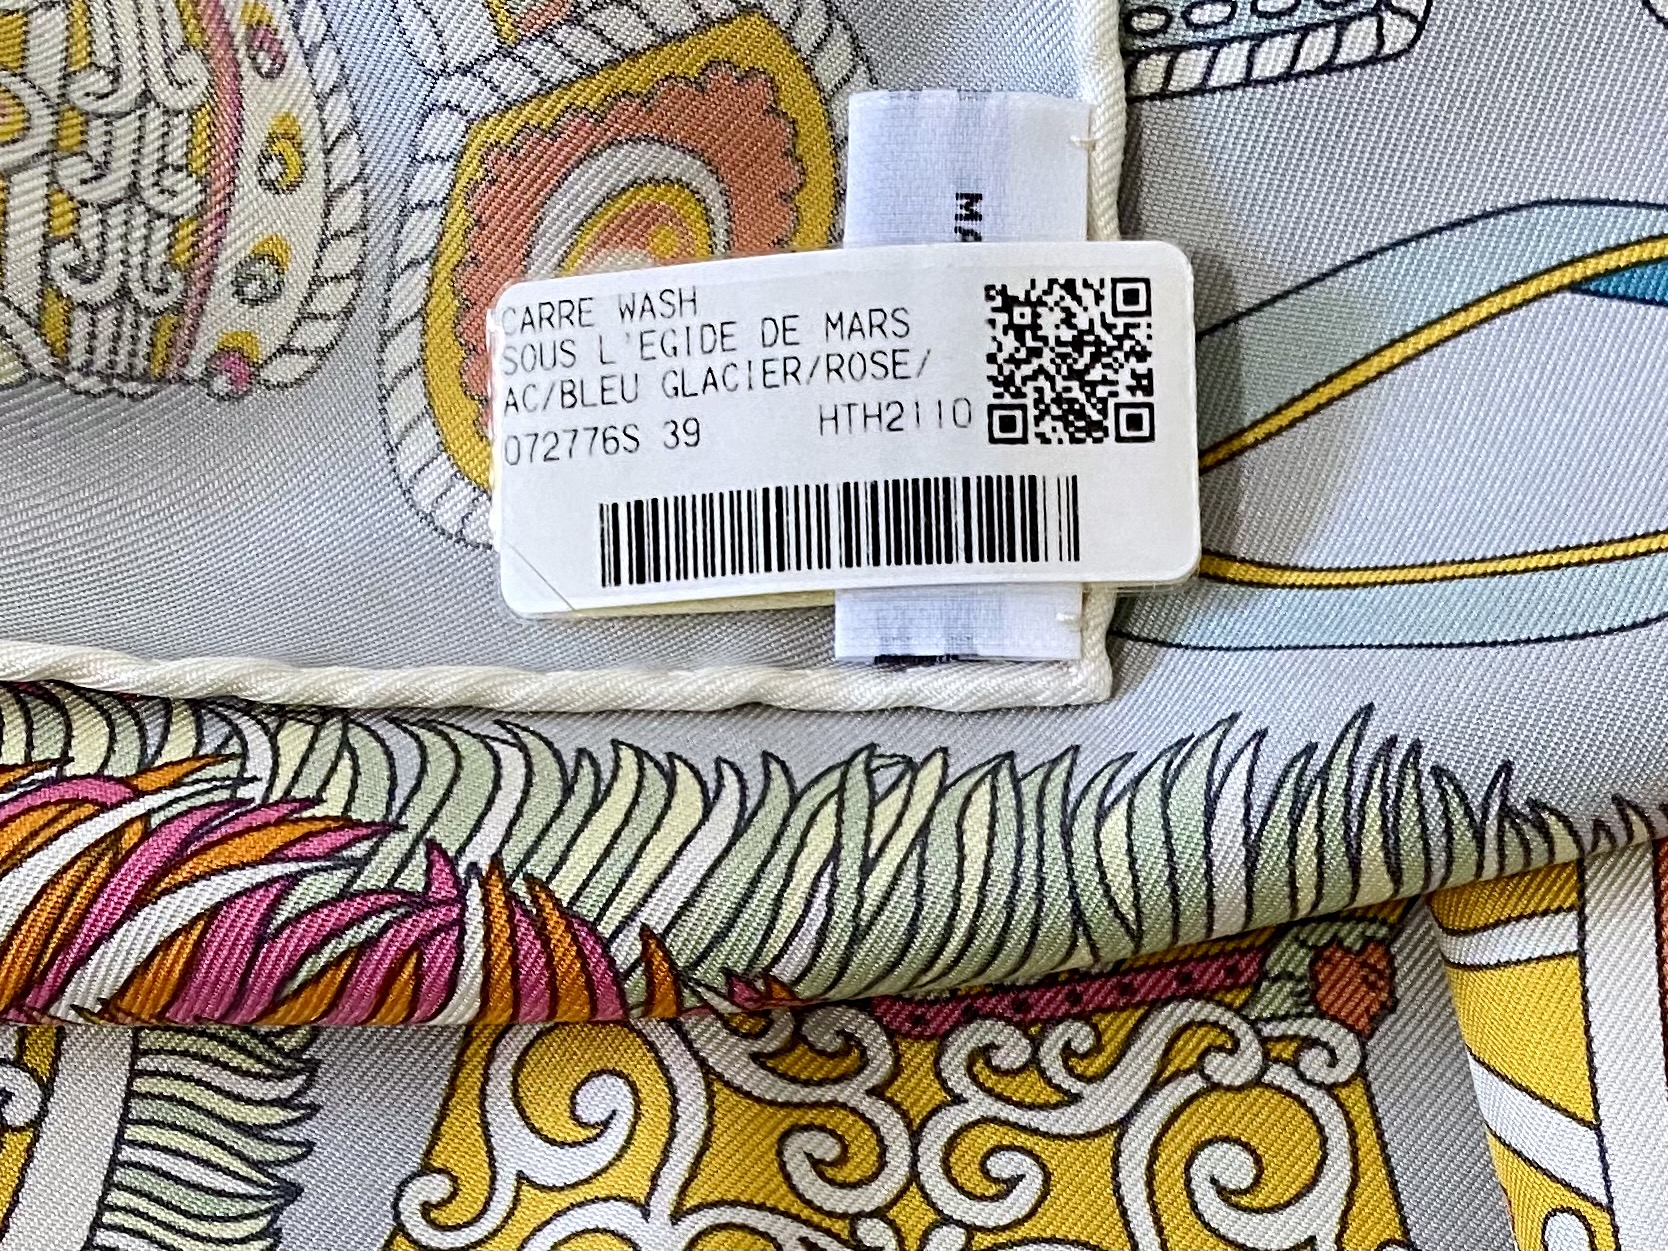 CARRE WASH
SOUS L'EGIDE DE MARS
AC/BLEU GLACIER/ROSE/
072776S 39 HTH2110